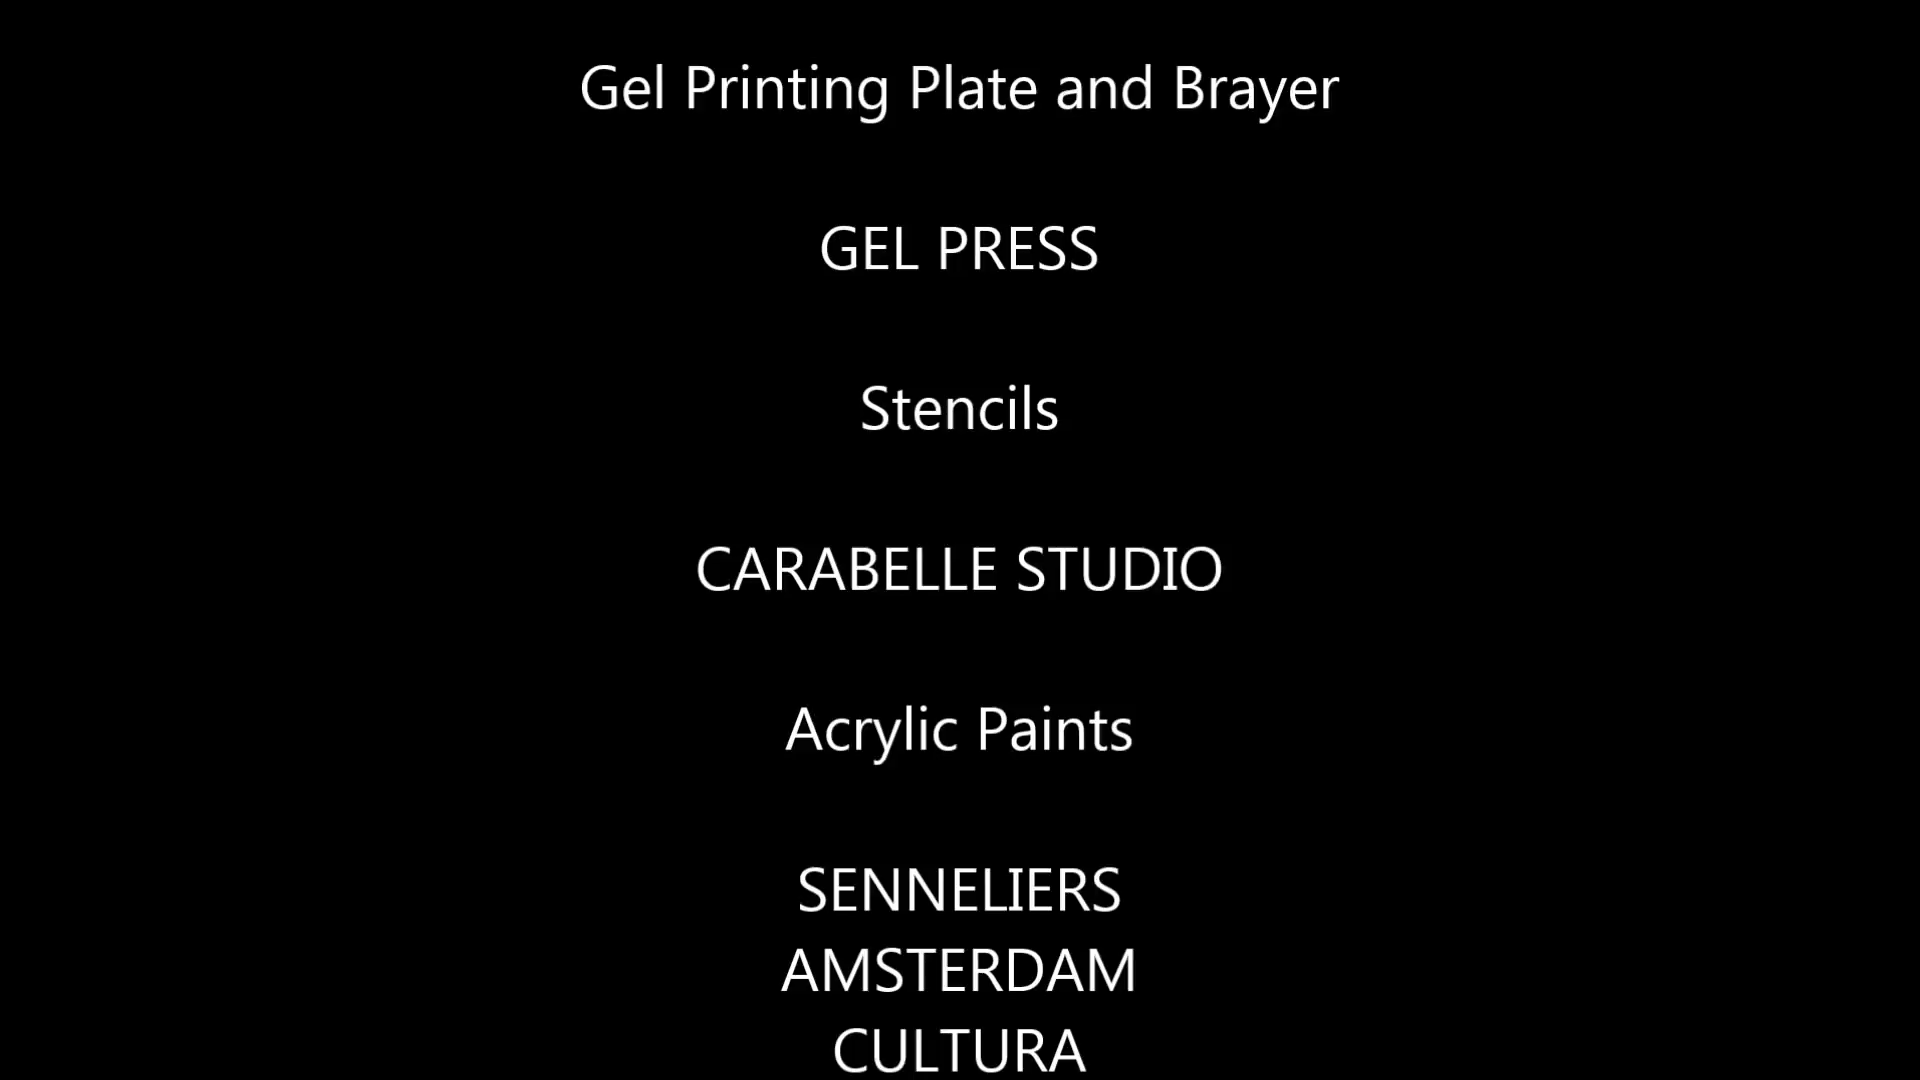 Gel Printing Plate and Brayer
GEL PRESS
Stencils
CARABELLE STUDIO
Acrylic Paints
SENNELIERS
AMSTERDAM
CULTURA